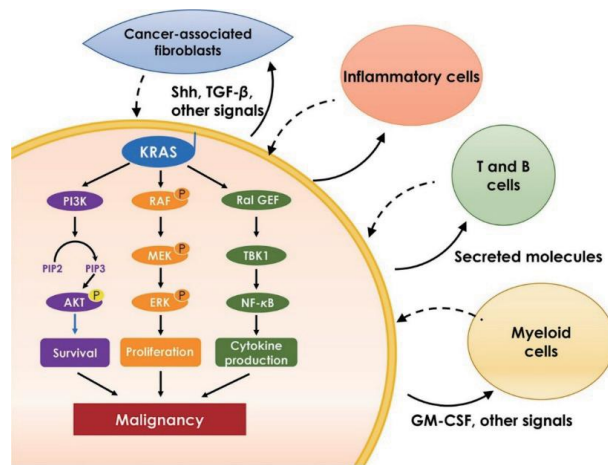 Cancer-associated
fibroblasts
Shh, TGF-β,
other signals
Inflammatory cells
T and B
cells
Secreted molecules
Myeloid
cells
GM-CSF, other signals
KRAS
PI3K
RAF P
Ral GEF
PIP2
PIP3
MEK P
TBK1
AKT P
ERK P
NF-κB
Survival
Proliferation
Cytokine
production
Malignancy